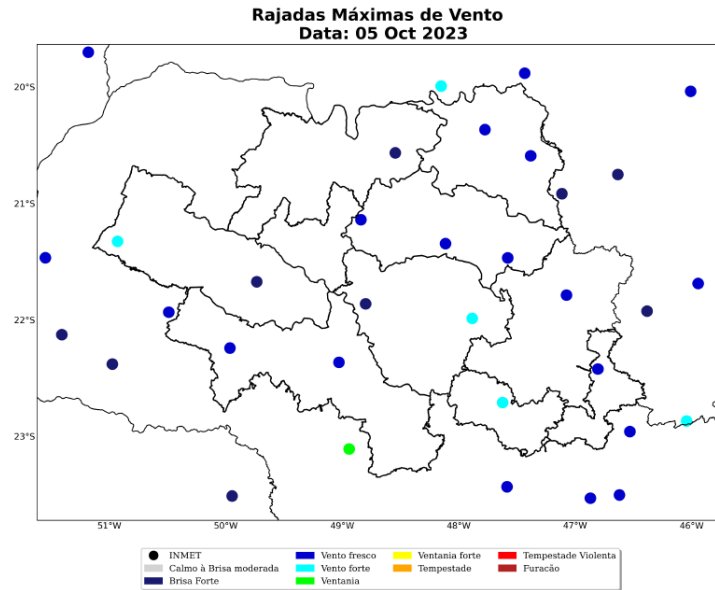 Rajadas Máximas de Vento
Data: 05 Oct 2023
20°S
21°S
22°S
23°S
51°W
50°W
49°W
48°W
47°W
46°W
INMET
Calmo à Brisa moderada
Brisa Forte
Vento fresco
Vento forte
Ventania
Ventania forte
Tempestade
Tempestade Violenta
Furacão